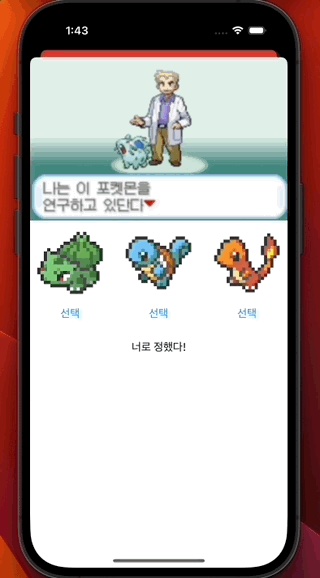 1:43
나는 이 포켓몬을
연구하고 있단다
선택 선택 선택
너로 정했다!